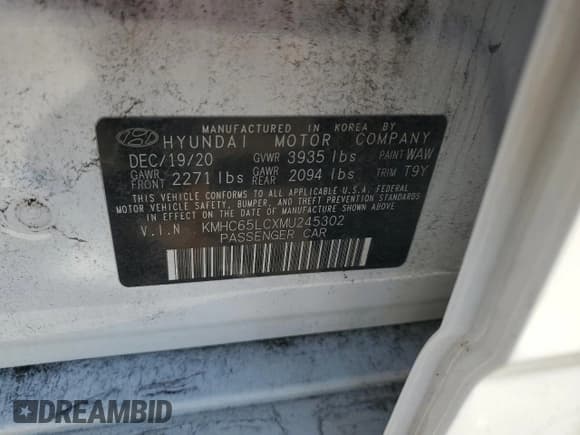 MANUFACTURED IN KOREA BY
HYUNDAI MOTOR COMPANY
DEC/19/20 GVWR 3935 lbs PAINT WAW
GAWR FRONT 2271 lbs GAWR REAR 2094 lbs TRIM T9Y
THIS VEHICLE CONFORMS TO ALL APPLICABLE U.S.A. FEDERAL
MOTOR VEHICLE SAFETY, BUMPER, AND THEFT PREVENTION STANDARDS
IN EFFECT ON THE DATE OF MANUFACTURE SHOWN ABOVE.
V.I.N KMHC65LCXMU245302
PASSENGER CAR
DREAMBID